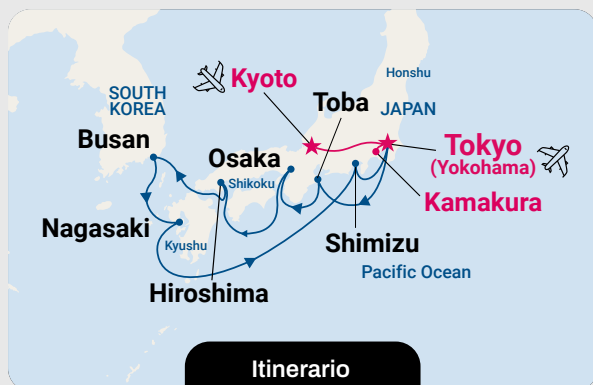 Honshu
Kyoto
SOUTH
KOREA
Toba
JAPAN
Busan
Tokyo
(Yokohama)
Osaka
Shikoku
Kamakura
Nagasaki
Kyushu
Shimizu
Pacific Ocean
Hiroshima
Itinerario